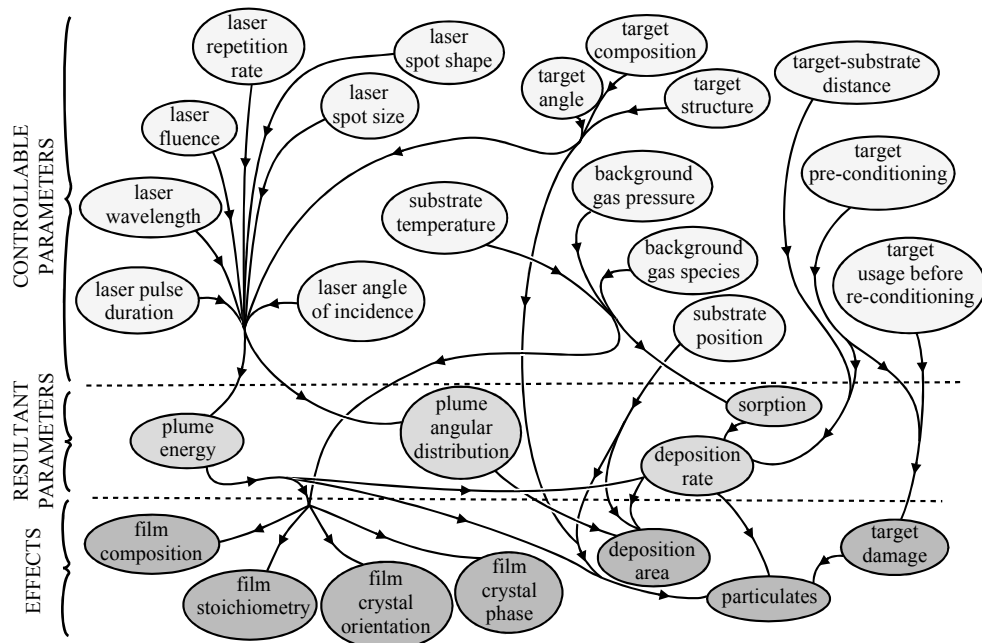 CONTROLLABLE
PARAMETERS
laser
repetition
rate
laser
spot shape
target
composition
target-substrate
distance
target
angle
target
structure
laser
spot size
laser
fluence
target
pre-conditioning
background
gas pressure
laser
wavelength
substrate
temperature
background
gas species
target
usage before
re-conditioning
laser pulse
duration
laser angle
of incidence
substrate
position
RESULTANT
PARAMETERS
sorption
plume
energy
plume
angular
distribution
deposition
rate
EFFECTS
film
composition
film
stoichiometry
film
crystal
orientation
film
crystal
phase
deposition
area
particulates
target
damage